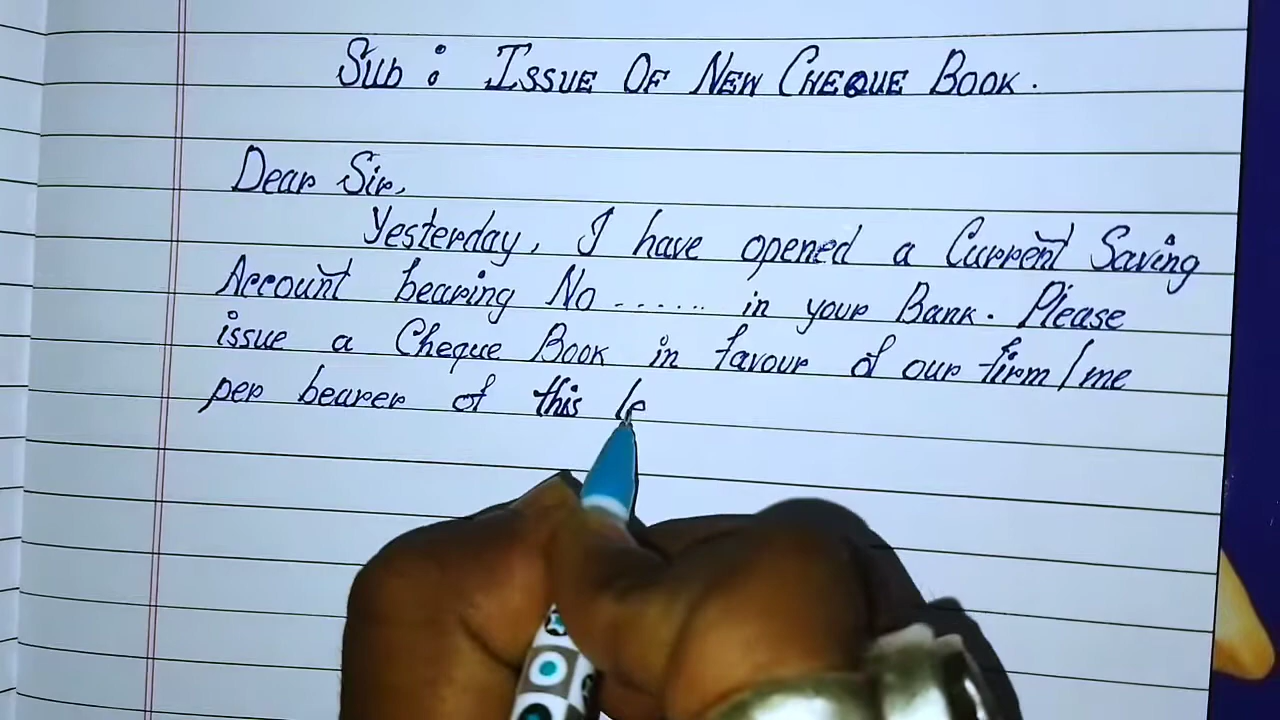 Sub : ISSUE OF NEW CHEQUE BOOK.
Dear Sir,
Yesterday, I have opened a Current Saving
Account bearing No ...... in your Bank. Please
issue a Cheque Book in favour of our firm/me
per bearer of this le